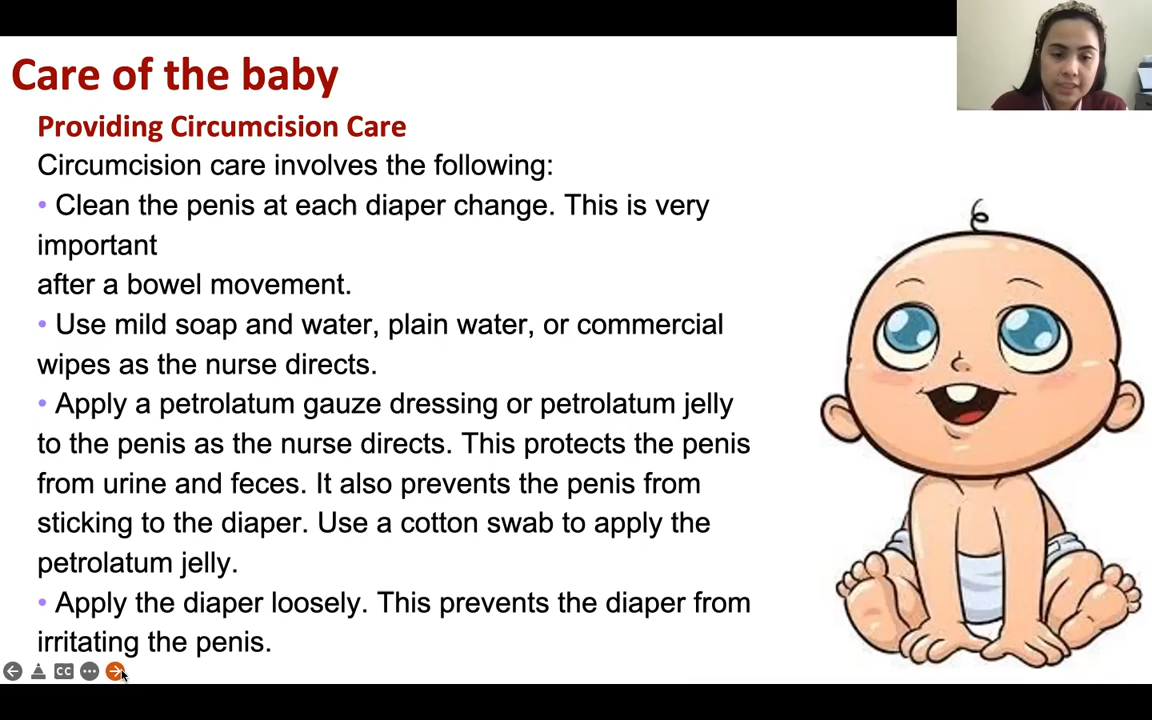 Care of the baby
Providing Circumcision Care
Circumcision care involves the following:
• Clean the penis at each diaper change. This is very
important
after a bowel movement.
• Use mild soap and water, plain water, or commercial
wipes as the nurse directs.
• Apply a petrolatum gauze dressing or petrolatum jelly
to the penis as the nurse directs. This protects the penis
from urine and feces. It also prevents the penis from
sticking to the diaper. Use a cotton swab to apply the
petrolatum jelly.
• Apply the diaper loosely. This prevents the diaper from
irritating the penis.
CC